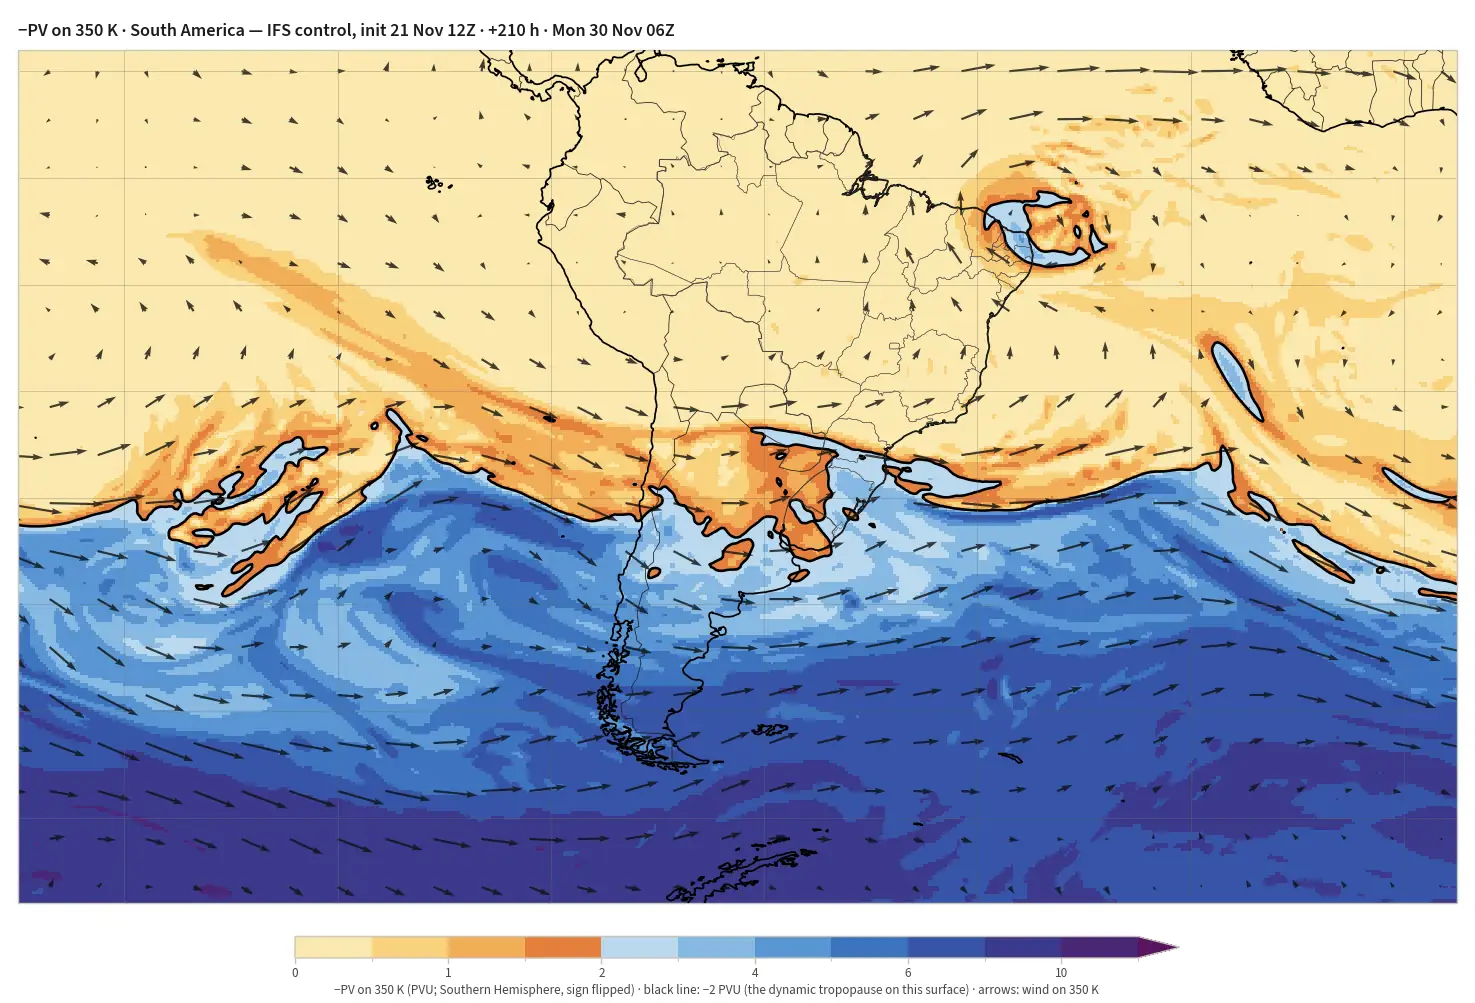 −PV on 350 K · South America — IFS control, init 21 Nov 12Z · +210 h · Mon 30 Nov 06Z
0 1 2 4 6 10
−PV on 350 K (PVU; Southern Hemisphere, sign flipped) · black line: −2 PVU (the dynamic tropopause on this surface) · arrows: wind on 350 K